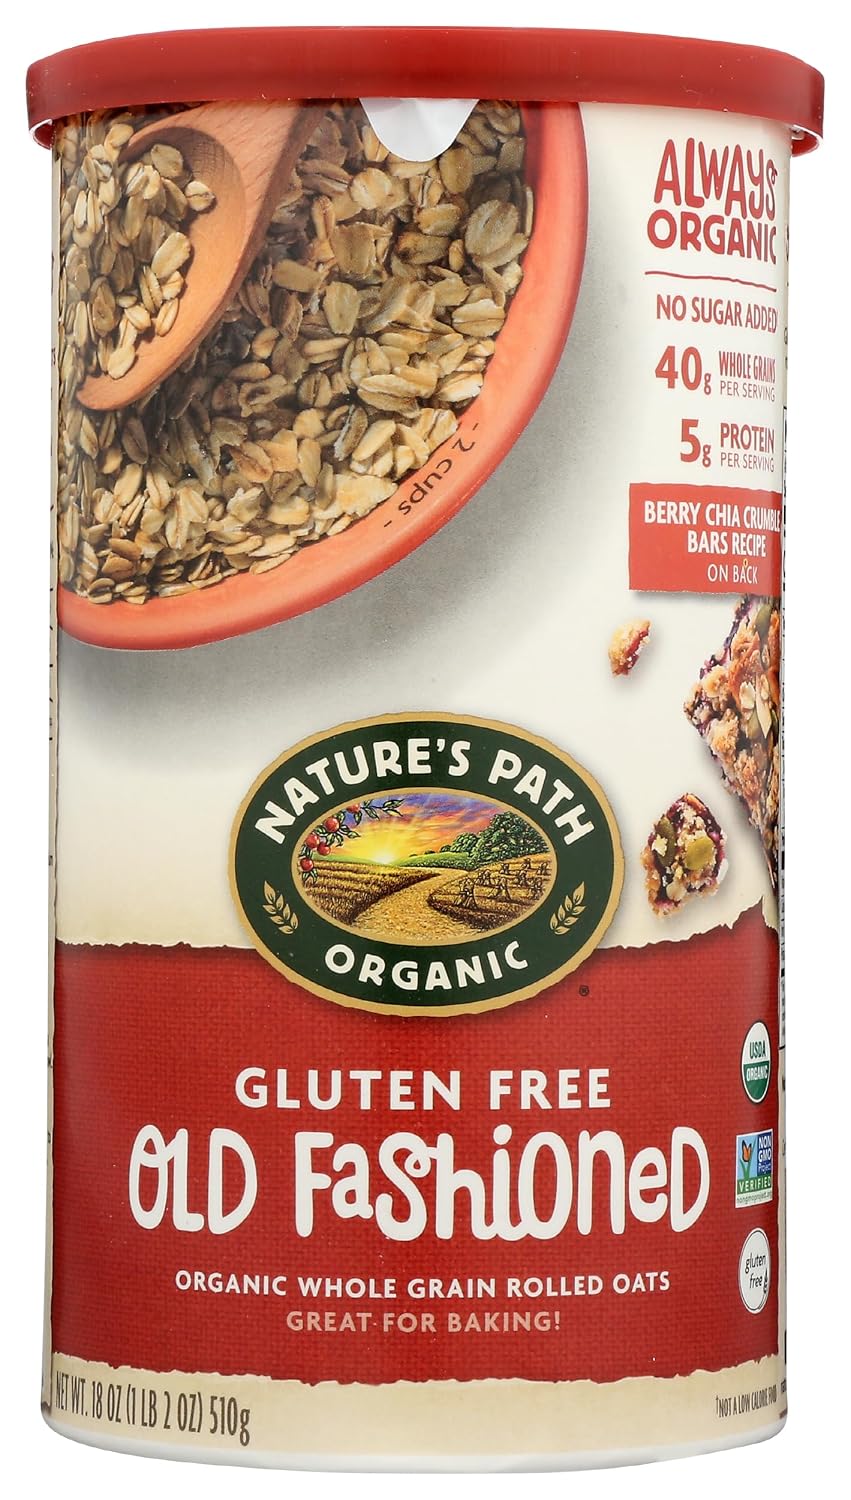 ALWAYS
ORGANIC
NO SUGAR ADDED†
40g WHOLE GRAINS
PER SERVING
5g PROTEIN
PER SERVING
- 2 cups -
BERRY CHIA CRUMBLE
BARS RECIPE
ON BACK
NATURE'S PATH
ORGANIC
®
GLUTEN FREE
OLD FASHIONED
ORGANIC WHOLE GRAIN ROLLED OATS
GREAT FOR BAKING!
USDA
ORGANIC
NON
GMO
Project
VERIFIED
nongmoproject.org
gluten
free
NET WT. 18 OZ (1 LB 2 OZ) 510g
†NOT A LOW CALORIE FOOD